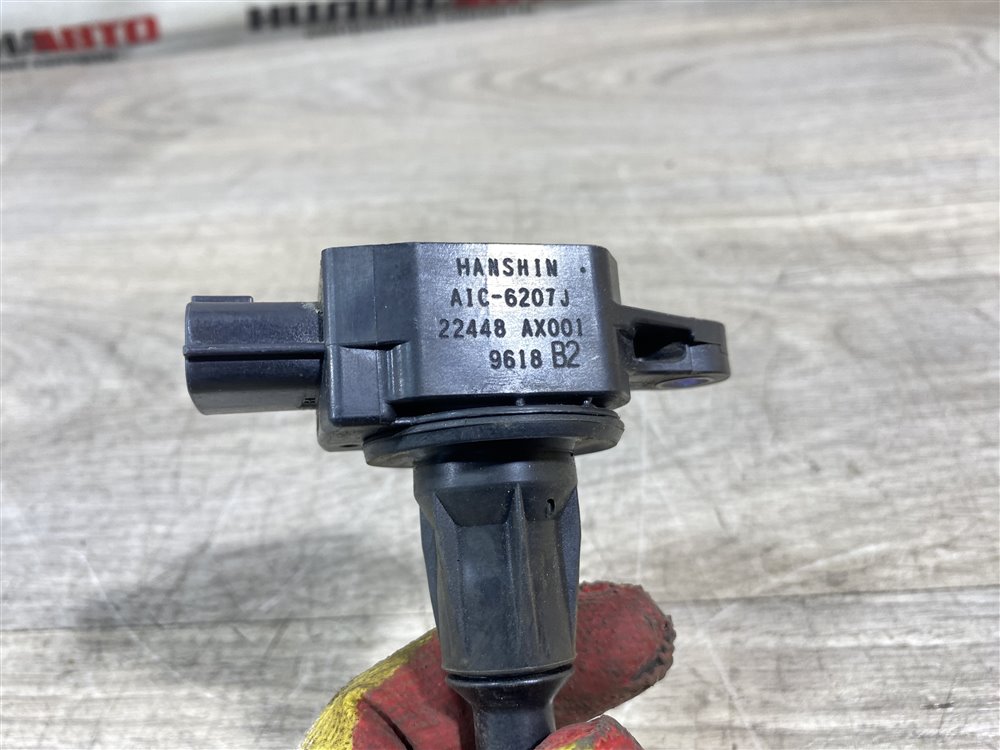 HANSHIN
AIC-6207J
22448 AX001
9618 B2